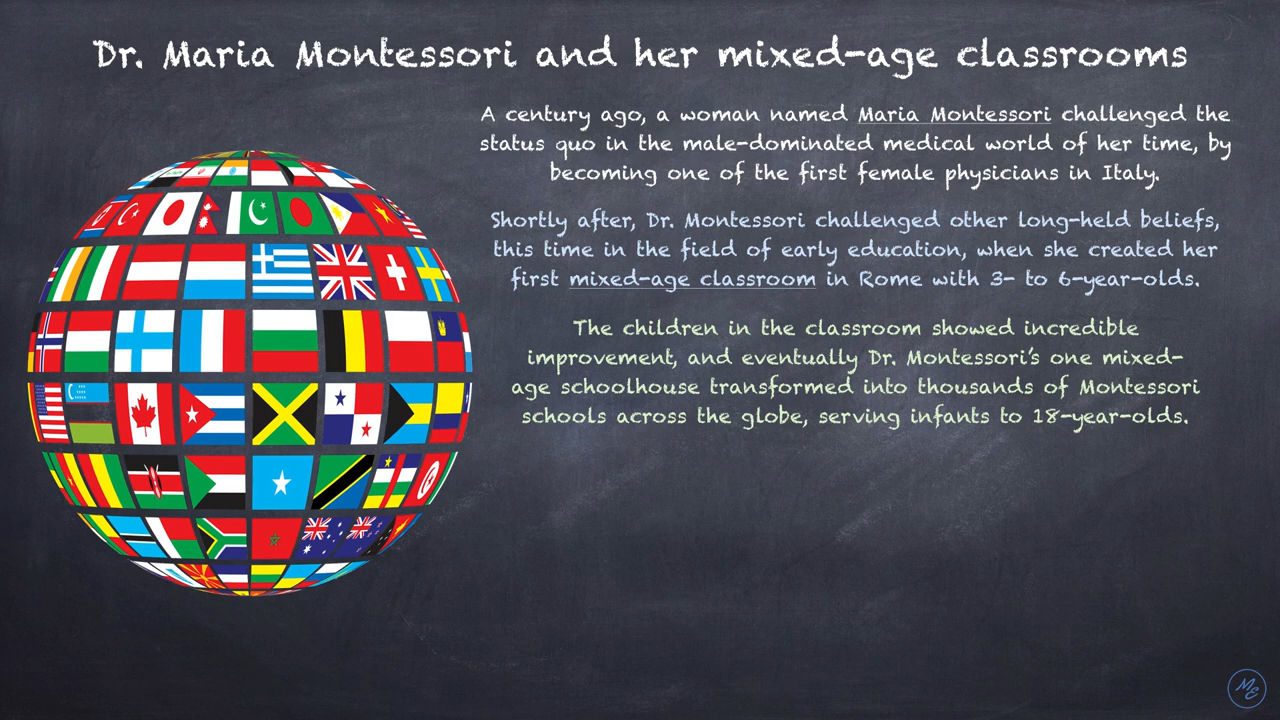 Dr. Maria Montessori and her mixed-age classrooms
A century ago, a woman named Maria Montessori challenged the
status quo in the male-dominated medical world of her time, by
becoming one of the first female physicians in Italy.
Shortly after, Dr. Montessori challenged other long-held beliefs,
this time in the field of early education, when she created her
first mixed-age classroom in Rome with 3- to 6-year-olds.
The children in the classroom showed incredible
improvement, and eventually Dr. Montessori's one mixed-
age schoolhouse transformed into thousands of Montessori
schools across the globe, serving infants to 18-year-olds.
ME